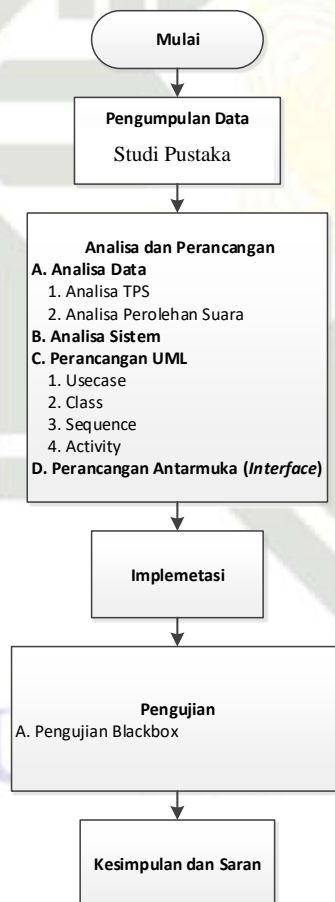 Mulai
Pengumpulan Data
Studi Pustaka
Analisa dan Perancangan
A. Analisa Data
1. Analisa TPS
2. Analisa Perolehan Suara
B. Analisa Sistem
C. Perancangan UML
1. Usecase
2. Class
3. Sequence
4. Activity
D. Perancangan Antarmuka (Interface)
Implemetasi
Pengujian
A. Pengujian Blackbox
Kesimpulan dan Saran